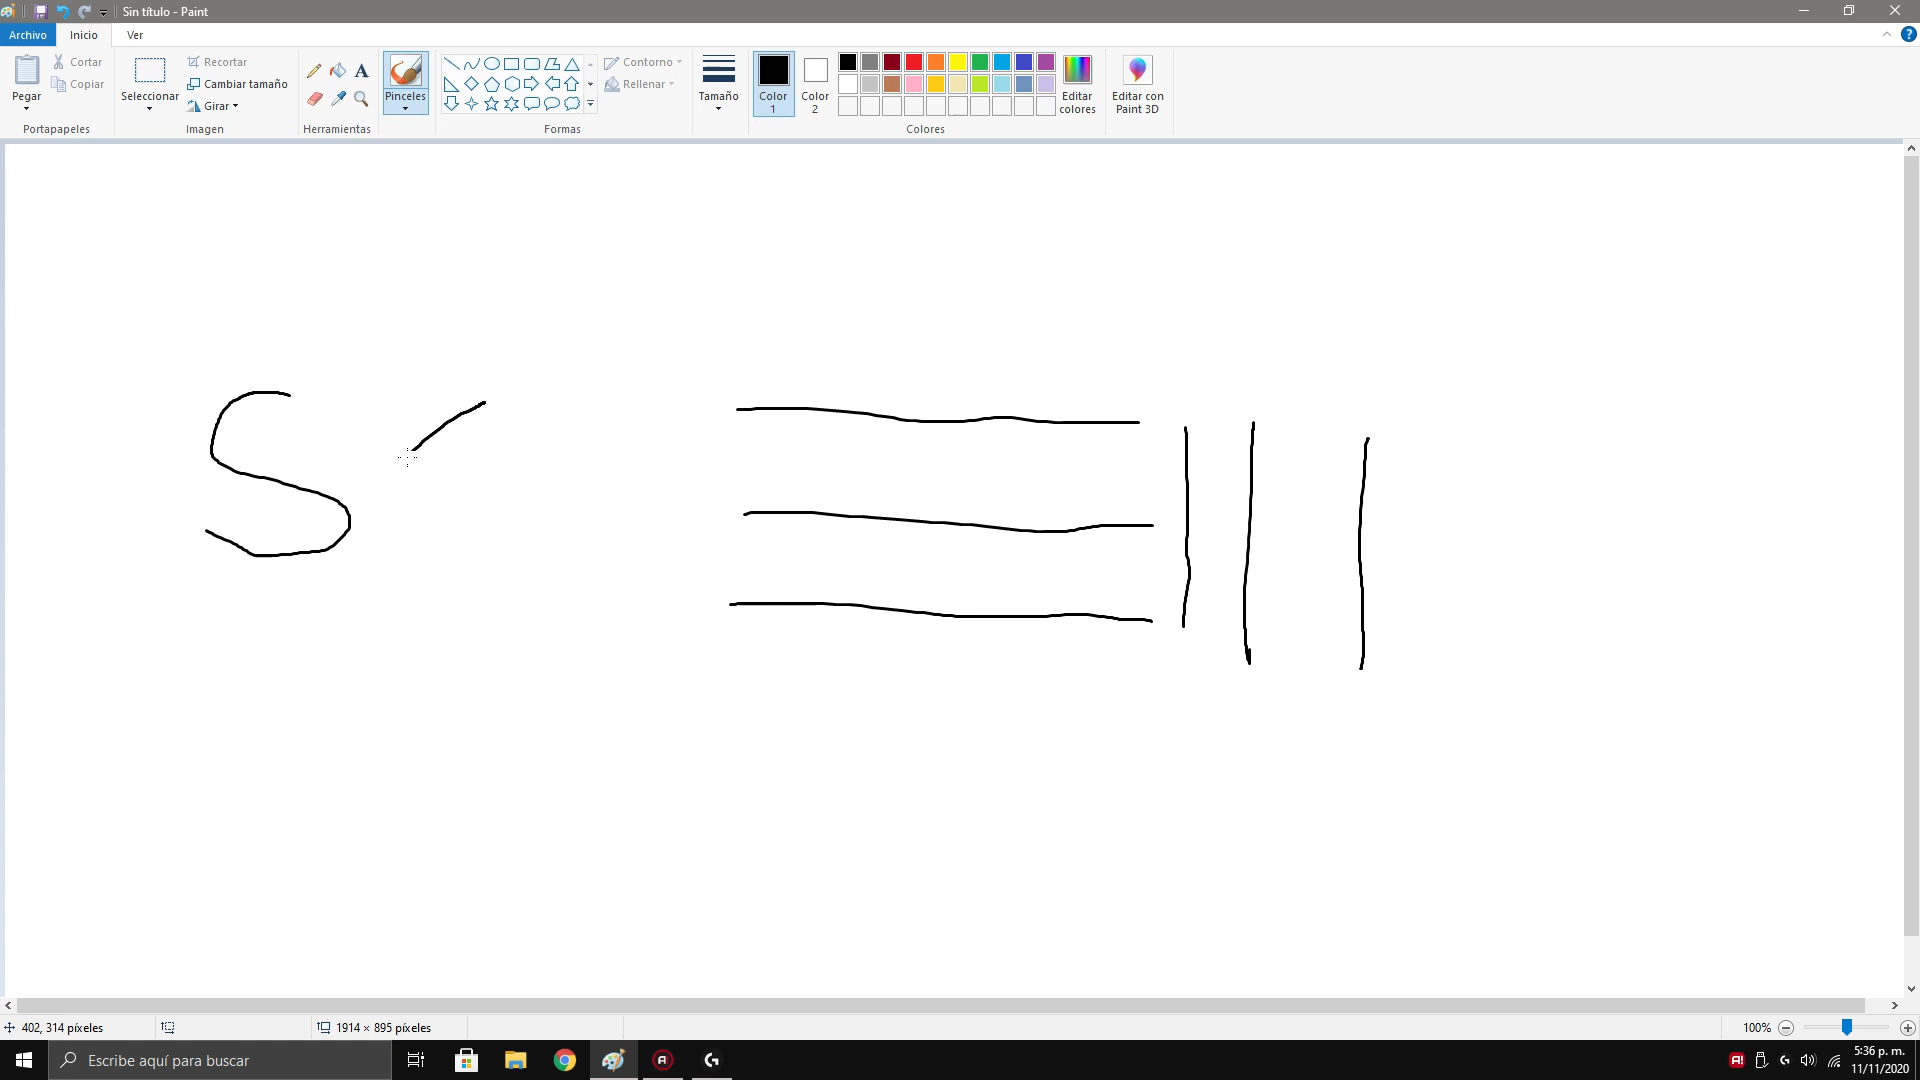 Sin título - Paint
Archivo Inicio Ver
Pegar
Cortar
Copiar
Portapapeles
Seleccionar
Recortar
Cambiar tamaño
Girar
Imagen
A
Herramientas
Pinceles
Contorno
Rellenar
Formas
Tamaño
Color
1
Color
2
Editar
colores
Colores
Editar con
Paint 3D
S
402, 314 píxeles 1914 × 895 píxeles 100%
Escribe aquí para buscar
5:36 p. m.
11/11/2020